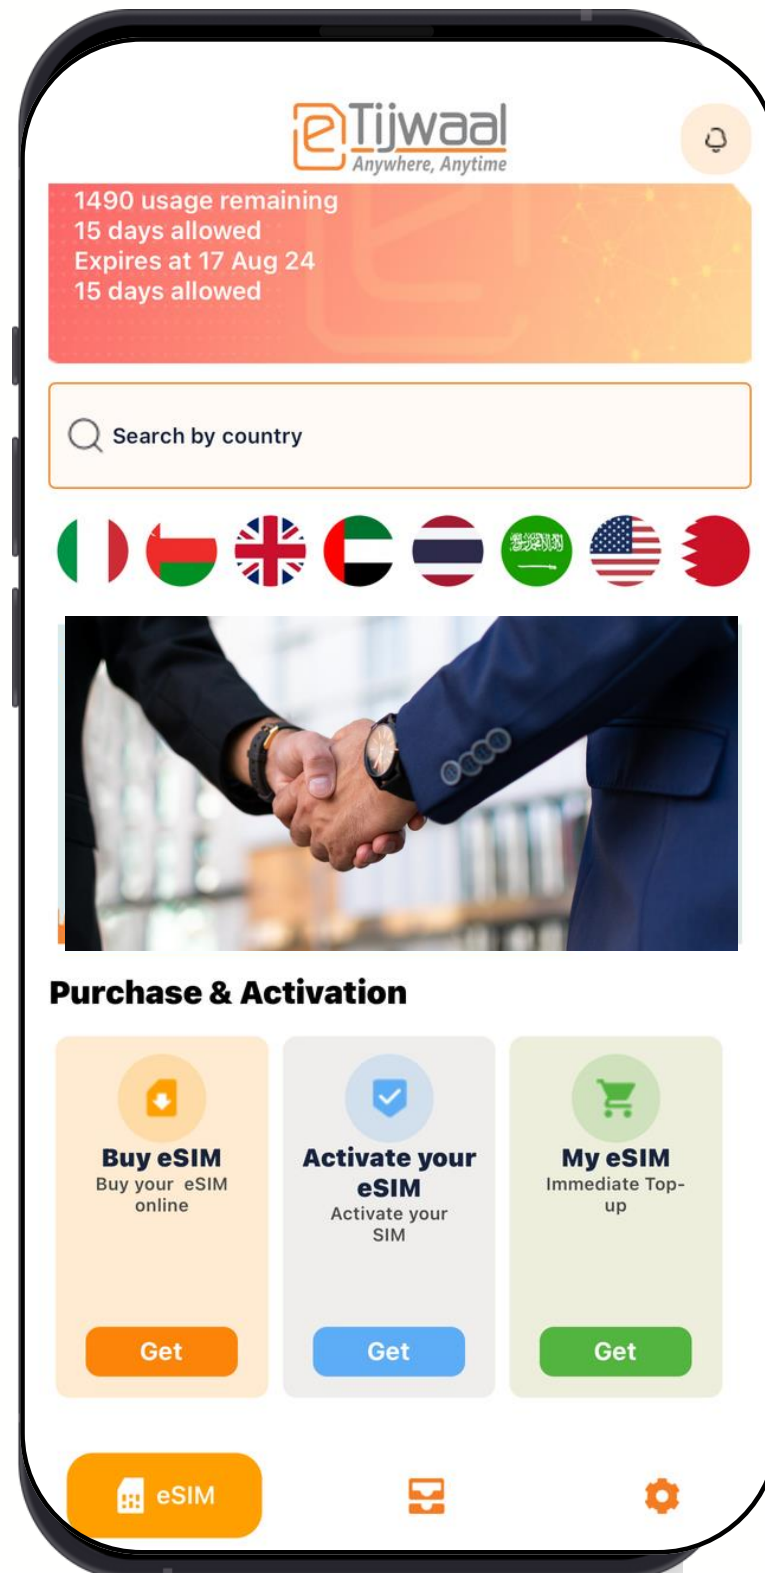 eTijwaal
Anywhere, Anytime
1490 usage remaining
15 days allowed
Expires at 17 Aug 24
15 days allowed
Search by country
Purchase & Activation
Buy eSIM
Buy your eSIM
online
Get
Activate your
eSIM
Activate your
SIM
Get
My eSIM
Immediate Top-
up
Get
eSIM